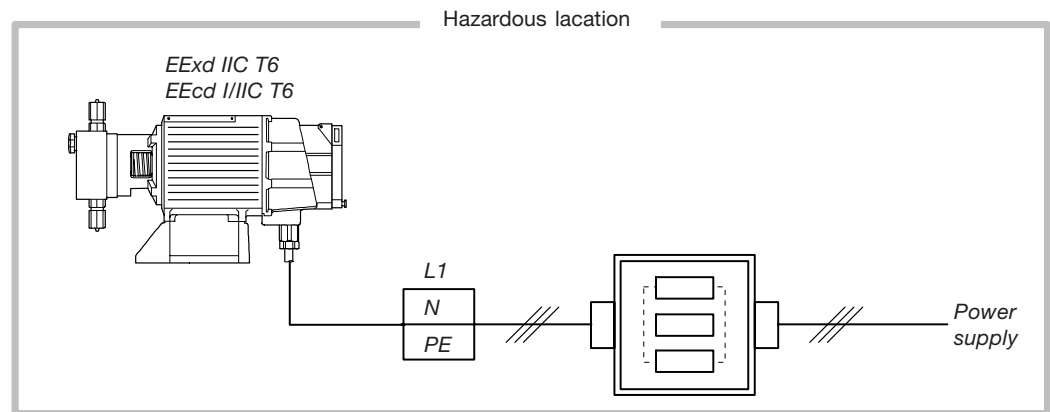 Hazardous lacation
EExd IIC T6
EEcd I/IIC T6
L1
N
PE
Power
supply